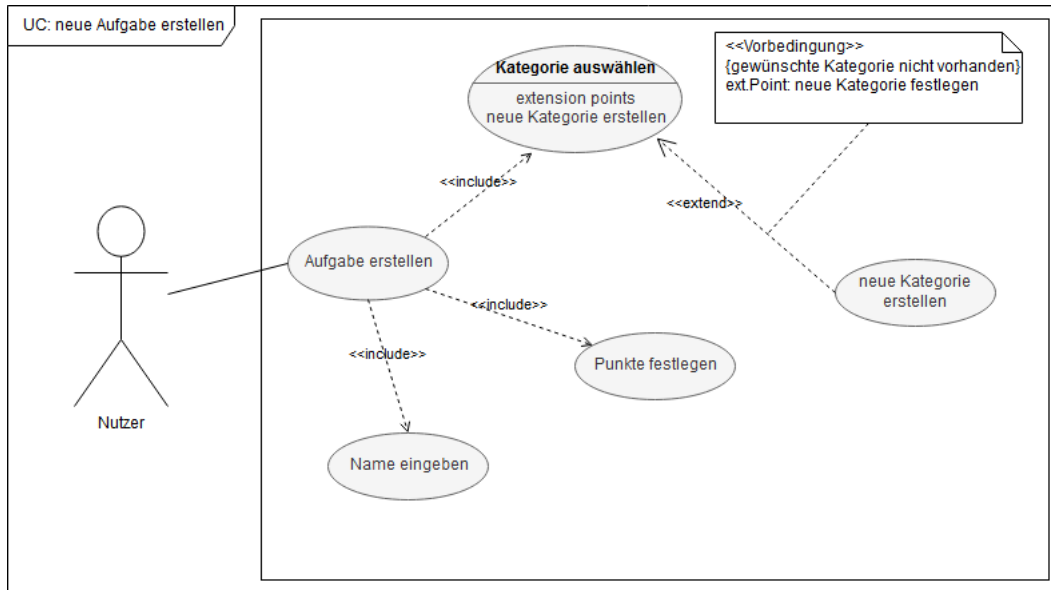 UC: neue Aufgabe erstellen
<<Vorbedingung>>
{gewünschte Kategorie nicht vorhanden}
ext.Point: neue Kategorie festlegen
Kategorie auswählen
extension points
neue Kategorie erstellen
<<include>>
<<extend>>
Aufgabe erstellen
neue Kategorie
erstellen
<<include>>
<<include>>
Punkte festlegen
Nutzer
Name eingeben